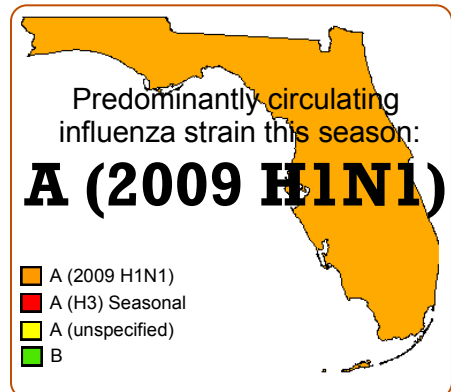 Predominantly circulating
influenza strain this season:
A (2009 H1N1)
A (2009 H1N1)
A (H3) Seasonal
A (unspecified)
B